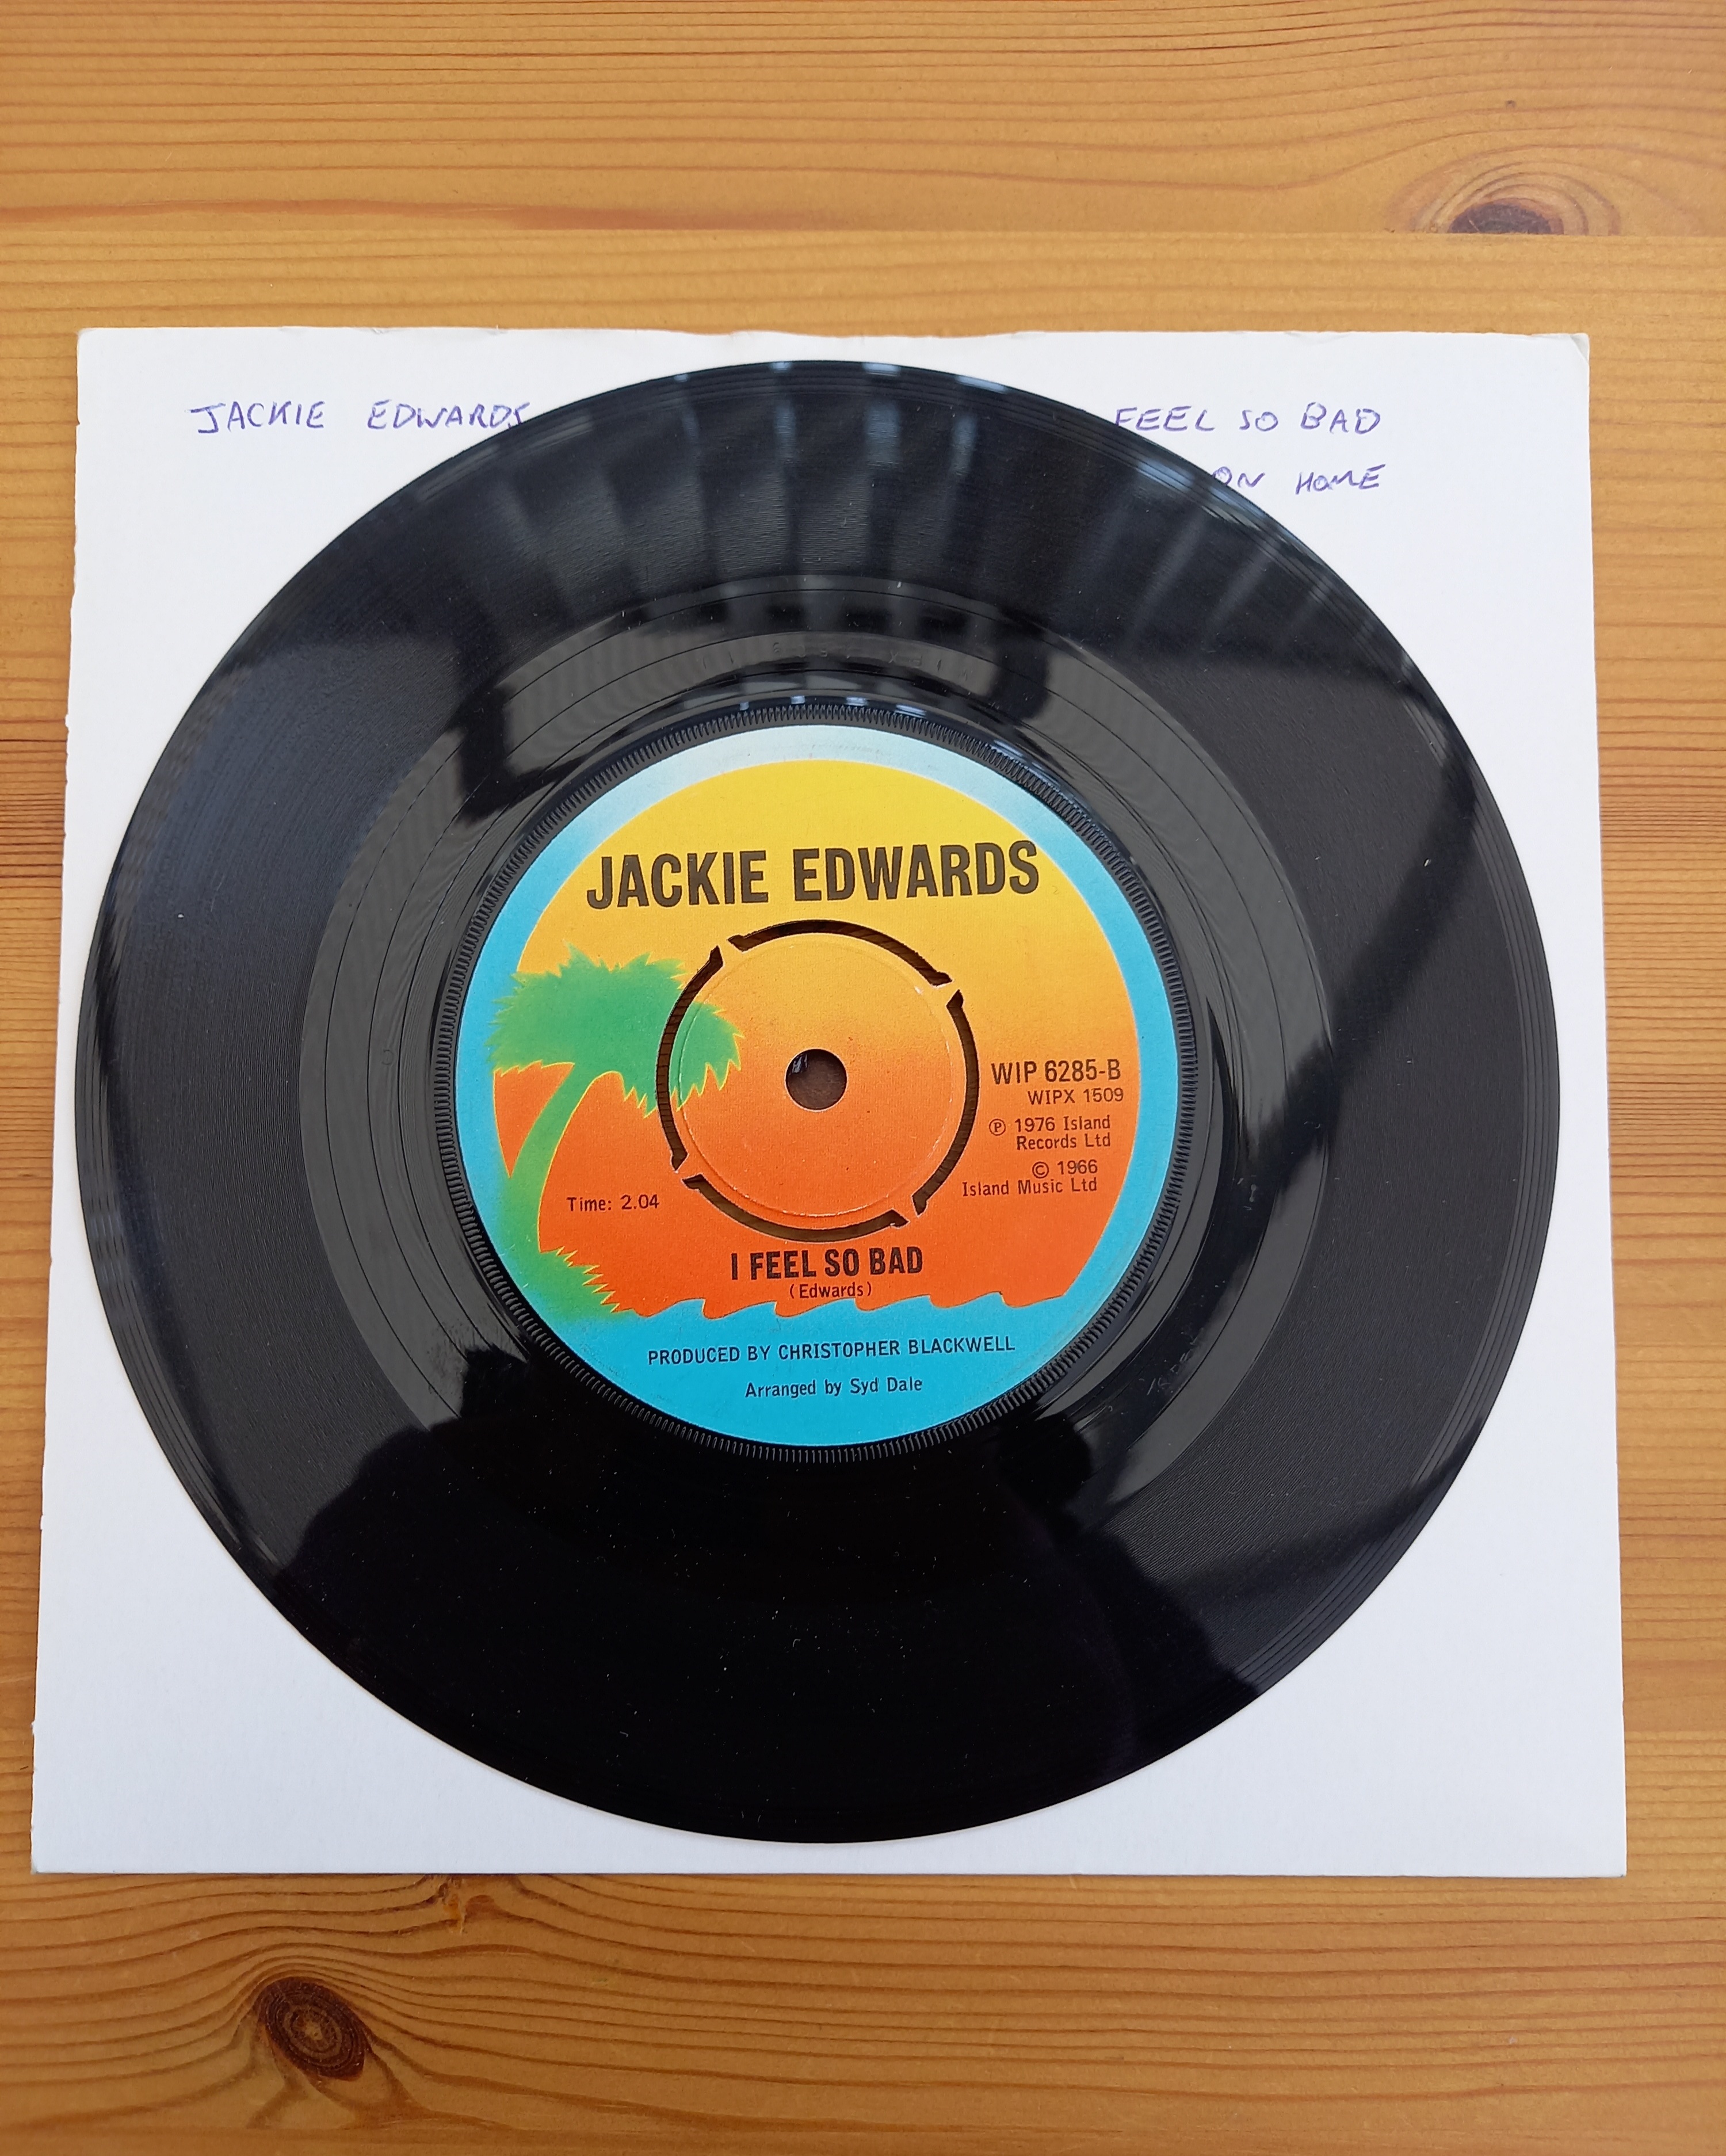 JACKIE EDWARDS FEEL SO BAD
ON HOME
JACKIE EDWARDS
WIP 6285-B
WIPX 1509
Ⓟ 1976 Island
Records Ltd
© 1966
Island Music Ltd
Time: 2.04
I FEEL SO BAD
(Edwards)
PRODUCED BY CHRISTOPHER BLACKWELL
Arranged by Syd Dale